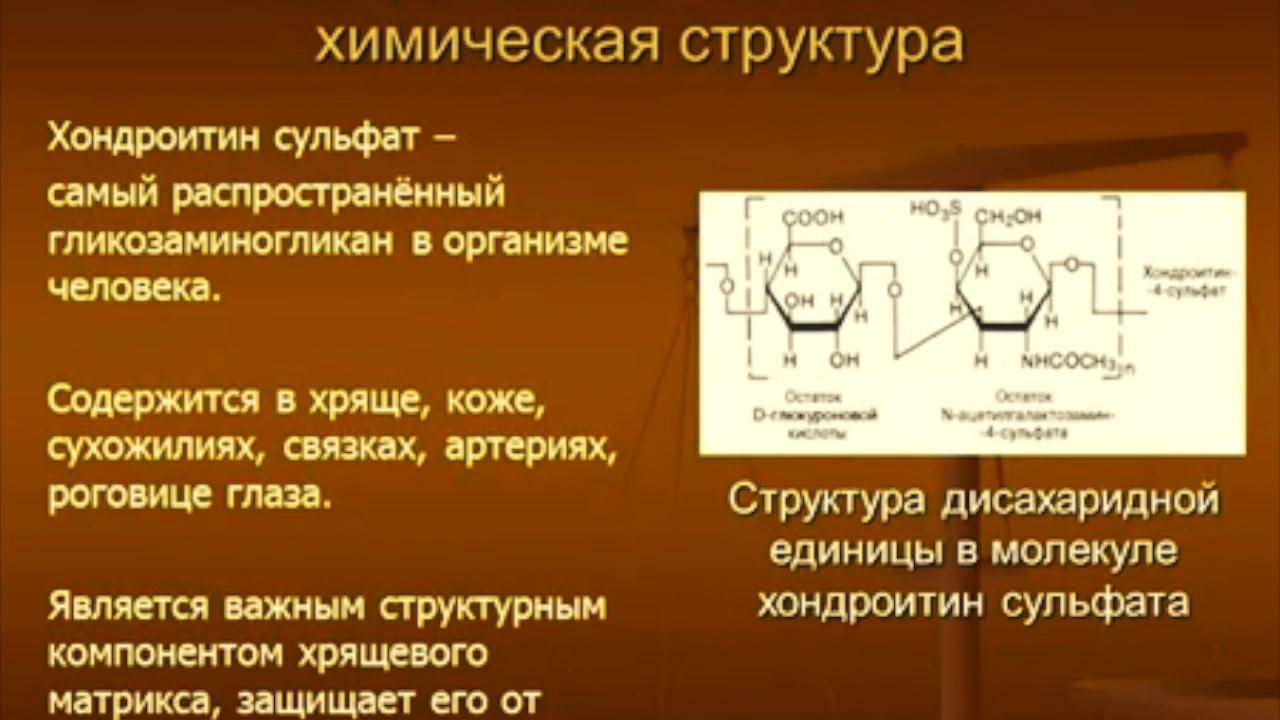 химическая структура
Хондроитин сульфат –
самый распространённый
гликозаминогликан в организме
человека.
Содержится в хряще, коже,
сухожилиях, связках, артериях,
роговице глаза.
Является важным структурным
компонентом хрящевого
матрикса, защищает его от
COOH
HO₃S
CH₂OH
O
O
H
H
O
H
O
O
Хондроитин-
-4-сульфат
O
OH
H
H
H
H
H
H
OH
H
NHCOCH₃
n
Остаток
D-глюкуроновой
кислоты
Остаток
N-ацетилгалактозамин-
-4-сульфата
Структура дисахаридной
единицы в молекуле
хондроитин сульфата